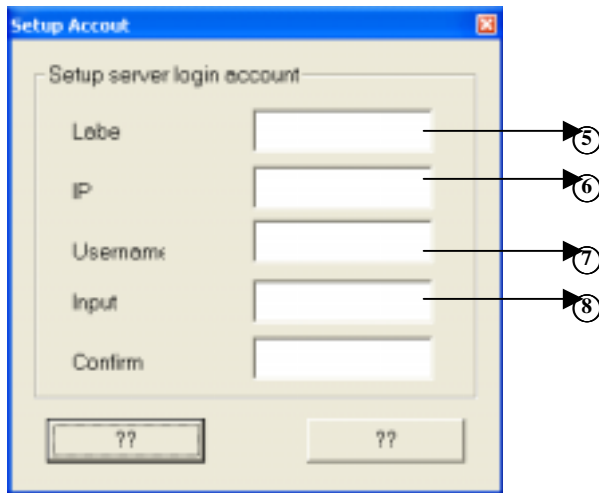 Setup Accout
Setup server login account
Labe 5
IP 6
Username 7
Input 8
Confirm
?? ??